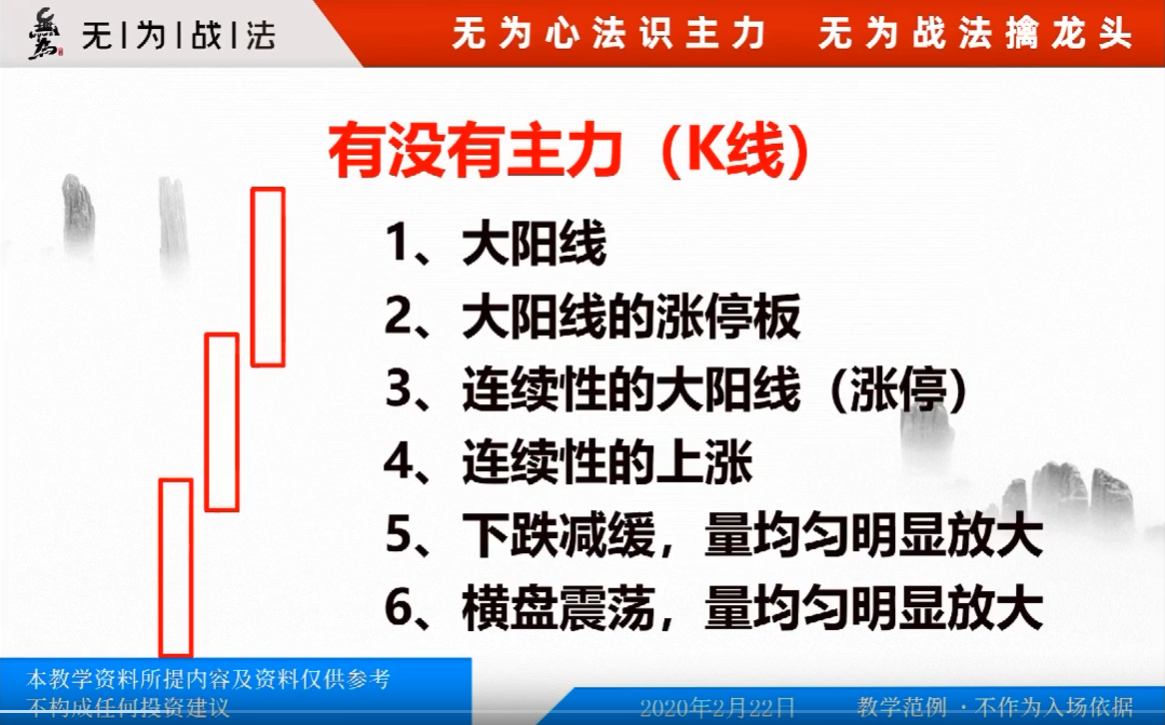 無為
无|为|战|法
无为心法识主力 无为战法擒龙头
有没有主力（K线）
1、大阳线
2、大阳线的涨停板
3、连续性的大阳线（涨停）
4、连续性的上涨
5、下跌减缓，量均匀明显放大
6、横盘震荡，量均匀明显放大
本教学资料所提内容及资料仅供参考
不构成任何投资建议
2020年2月22日
教学范例·不作为入场依据